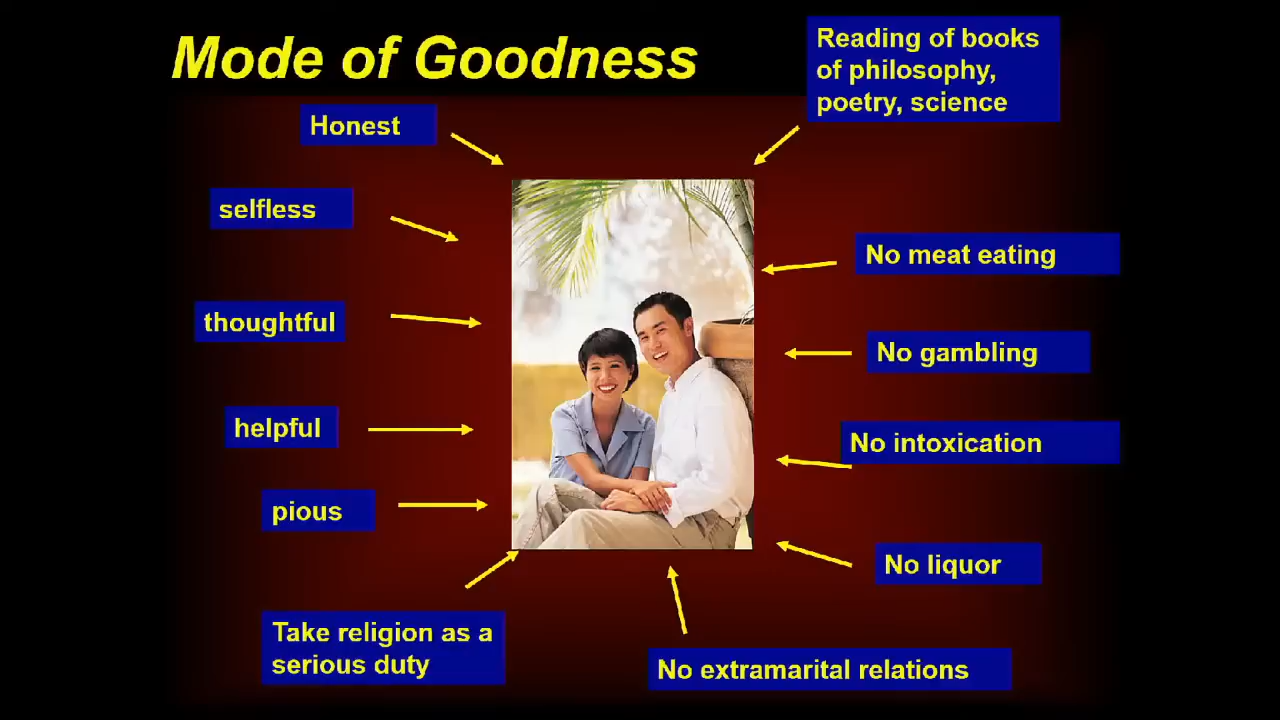 Mode of Goodness
Reading of books
of philosophy,
poetry, science
Honest
selfless
No meat eating
thoughtful
No gambling
helpful
No intoxication
pious
No liquor
Take religion as a
serious duty
No extramarital relations